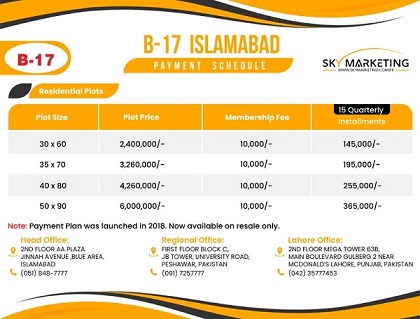 B-17 ISLAMABAD
B-17
PAYMENT SCHEDULE
SKY MARKETING
WWW.SKYMARKETING.COM.PK
Residential Plots
Plot Size Plot Price Membership Fee 15 Quarterly Installments
30 x 60 2,400,000/- 10,000/- 145,000/-
35 x 70 3,260,000/- 10,000/- 195,000/-
40 x 80 4,260,000/- 10,000/- 255,000/-
50 x 90 6,000,000/- 10,000/- 365,000/-
Note: Payment Plan was launched in 2018. Now available on resale only.
Head Office:
2ND FLOOR AA PLAZA
JINNAH AVENUE ,BLUE AREA,
ISLAMABAD
(051) 848-7777
Regional Office:
FIRST FLOOR BLOCK C,
JB TOWER, UNIVERSITY ROAD,
PESHAWAR, PAKISTAN
(091) 7257777
Lahore Office:
2ND FLOOR MEGA TOWER 63B,
MAIN BOULEVARD GULBERG 2 NEAR
MCDONALD'S LAHORE, PUNJAB, PAKISTAN
(042) 35777453